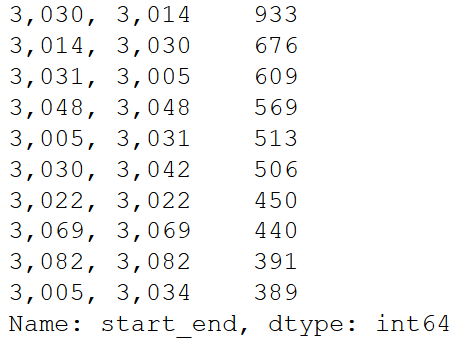 3,030, 3,014    933
3,014, 3,030    676
3,031, 3,005    609
3,048, 3,048    569
3,005, 3,031    513
3,030, 3,042    506
3,022, 3,022    450
3,069, 3,069    440
3,082, 3,082    391
3,005, 3,034    389
Name: start_end, dtype: int64